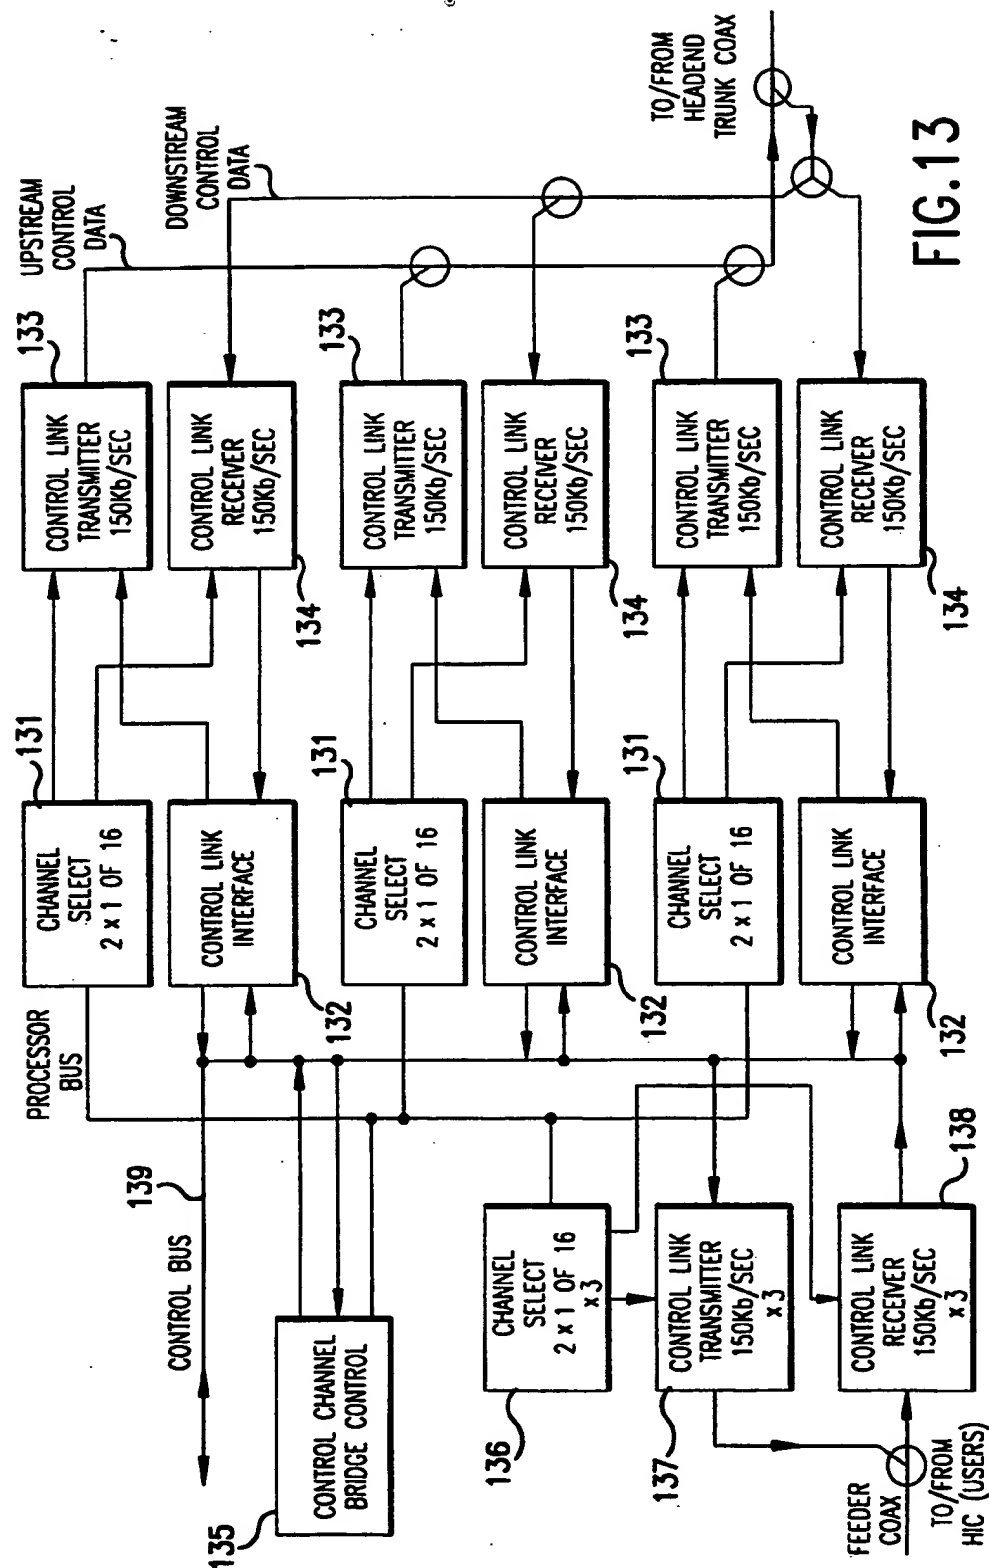 UPSTREAM
CONTROL
DATA
DOWNSTREAM
CONTROL
DATA
TO/FROM
HEADEND
TRUNK COAX
133
CONTROL LINK
TRANSMITTER
150Kb/SEC
CONTROL LINK
RECEIVER
150Kb/SEC
134
133
CONTROL LINK
TRANSMITTER
150Kb/SEC
CONTROL LINK
RECEIVER
150Kb/SEC
134
133
CONTROL LINK
TRANSMITTER
150Kb/SEC
CONTROL LINK
RECEIVER
150Kb/SEC
134
131
CHANNEL
SELECT
2 x 1 OF 16
CONTROL LINK
INTERFACE
132
131
CHANNEL
SELECT
2 x 1 OF 16
CONTROL LINK
INTERFACE
132
131
CHANNEL
SELECT
2 x 1 OF 16
CONTROL LINK
INTERFACE
132
PROCESSOR
BUS
139
CONTROL BUS
135
CONTROL CHANNEL
BRIDGE CONTROL
136
CHANNEL
SELECT
2 x 1 OF 16
x 3
137
CONTROL LINK
TRANSMITTER
150Kb/SEC
x 3
138
CONTROL LINK
RECEIVER
150Kb/SEC
x 3
FEEDER
COAX
TO/FROM
HIC (USERS)
FIG.13